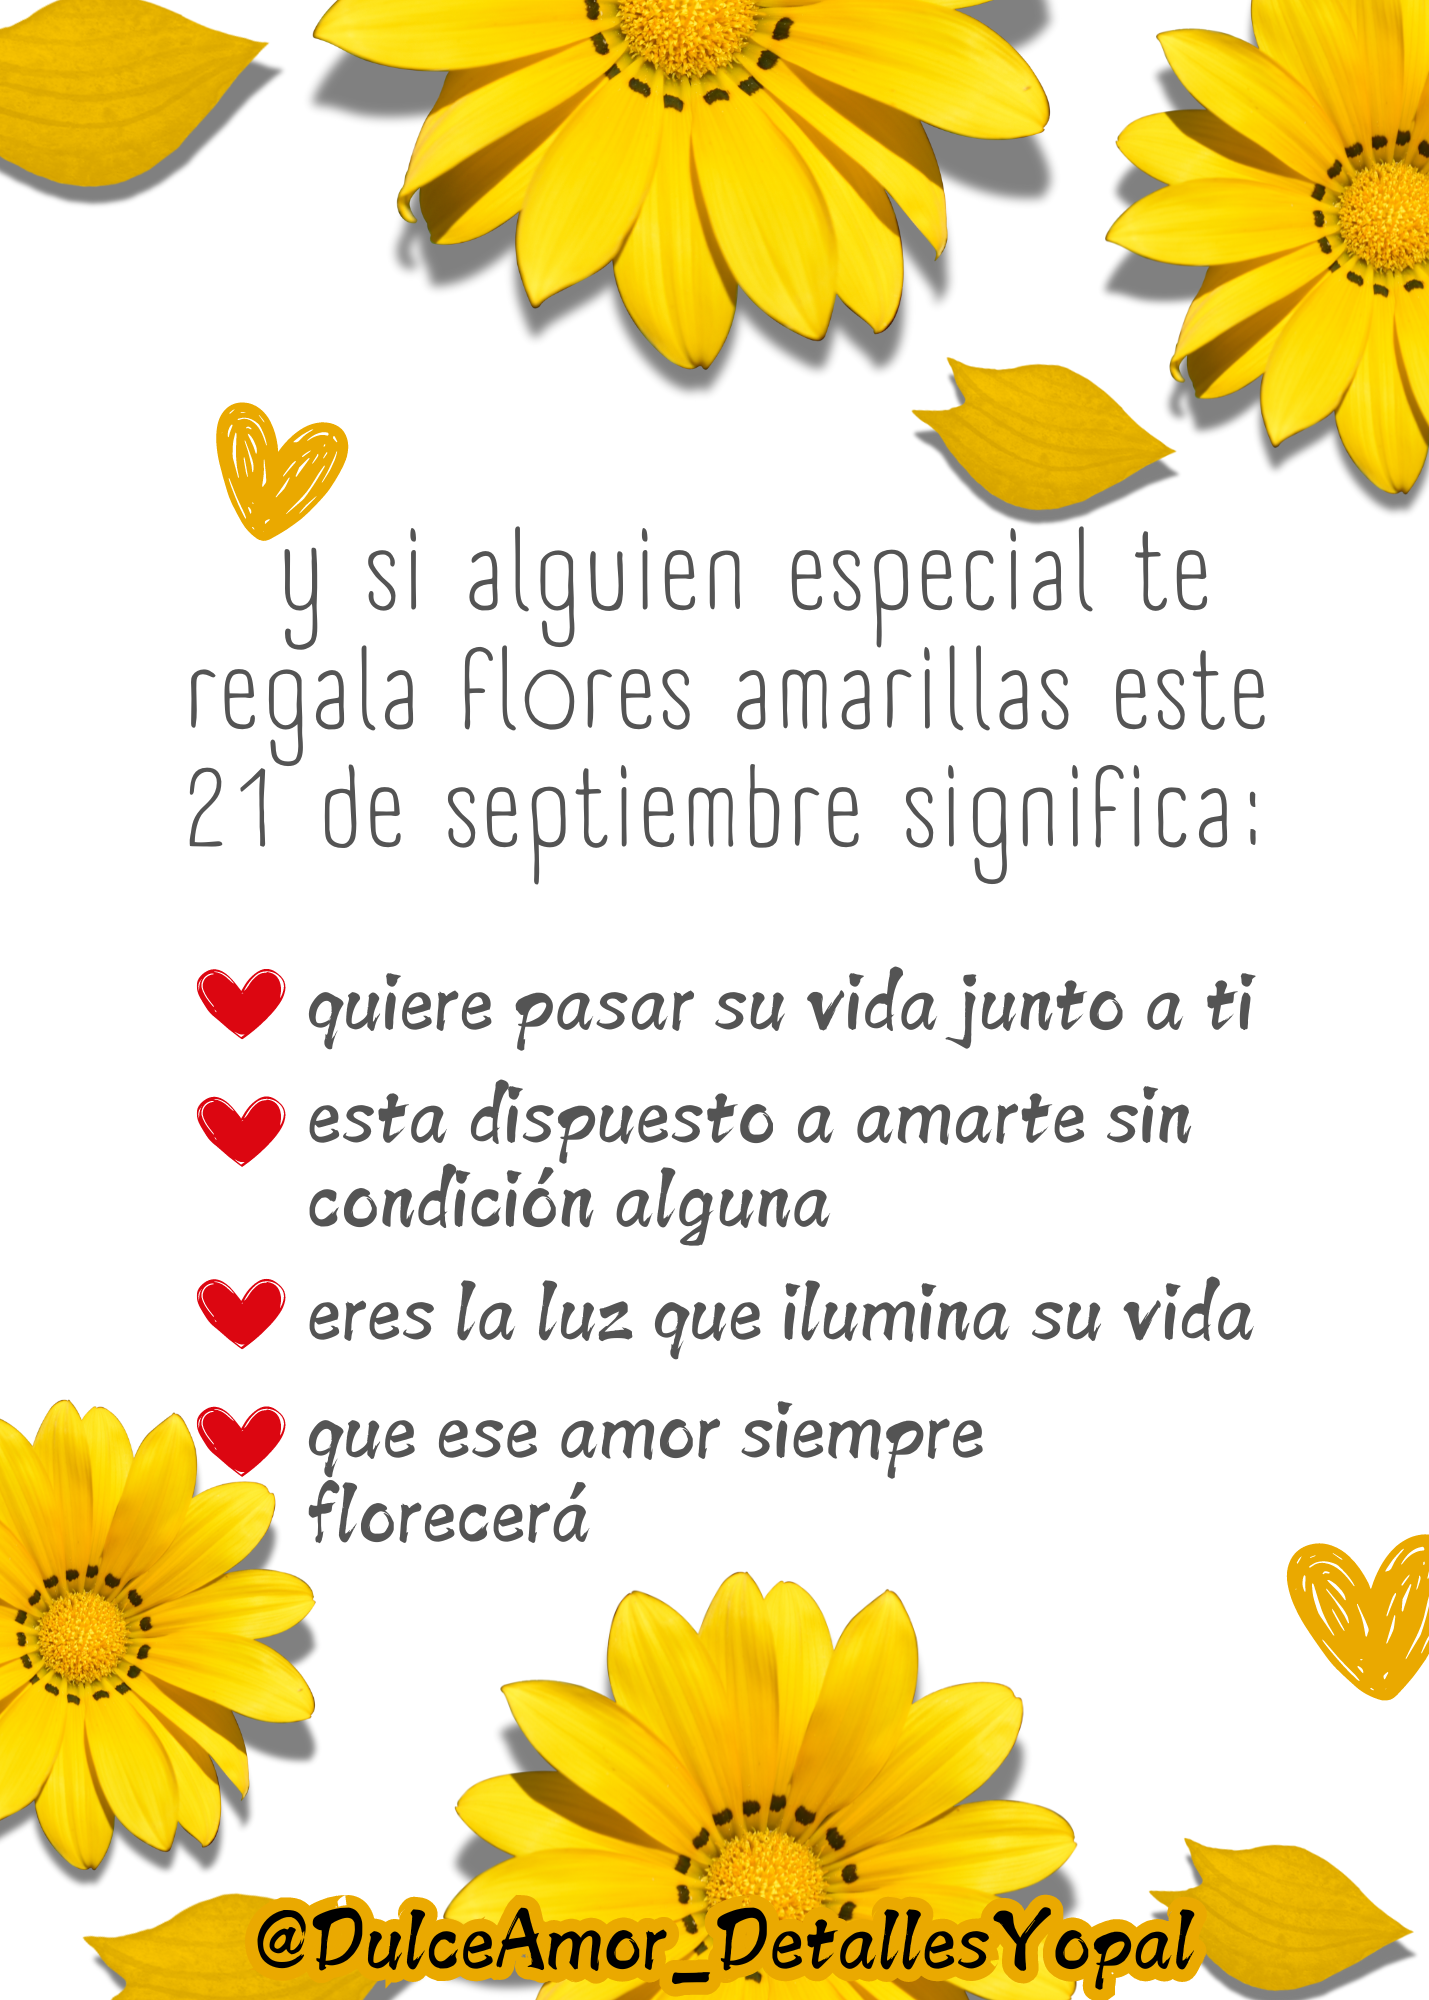 y si alguien especial te
regala flores amarillas este
21 de septiembre significa:
quiere pasar su vida junto a ti
esta dispuesto a amarte sin
condición alguna
eres la luz que ilumina su vida
que ese amor siempre
florecerá
@DulceAmor_DetallesYopal